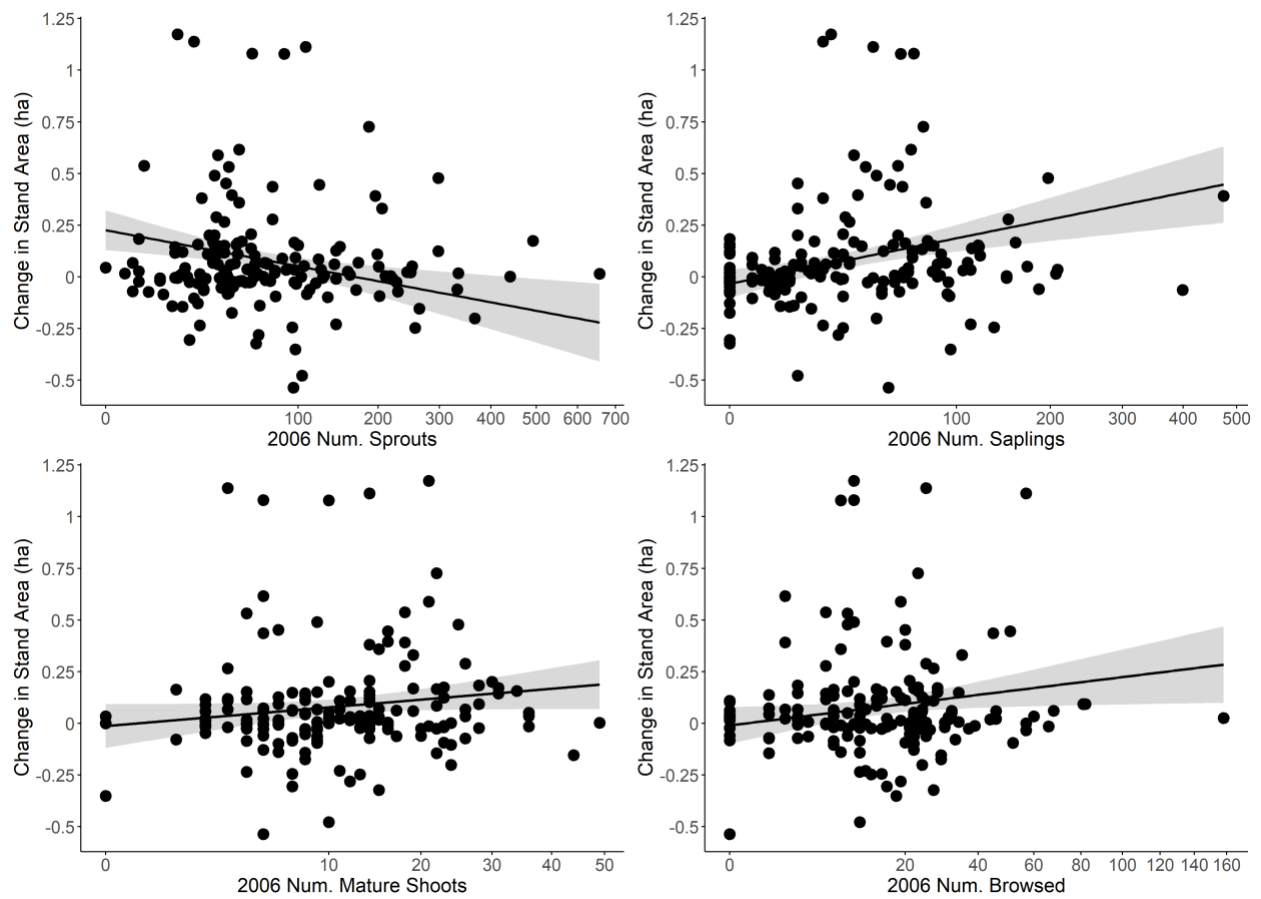 Change in Stand Area (ha)
1.25
1
0.75
0.5
0.25
0
-0.25
-0.5
0 100 200 300 400 500 600 700
2006 Num. Sprouts
Change in Stand Area (ha)
1.25
1
0.75
0.5
0.25
0
-0.25
-0.5
0 100 200 300 400 500
2006 Num. Saplings
Change in Stand Area (ha)
1.25
1
0.75
0.5
0.25
0
-0.25
-0.5
0 10 20 30 40 50
2006 Num. Mature Shoots
Change in Stand Area (ha)
1.25
1
0.75
0.5
0.25
0
-0.25
-0.5
0 20 40 60 80 100 120 140 160
2006 Num. Browsed